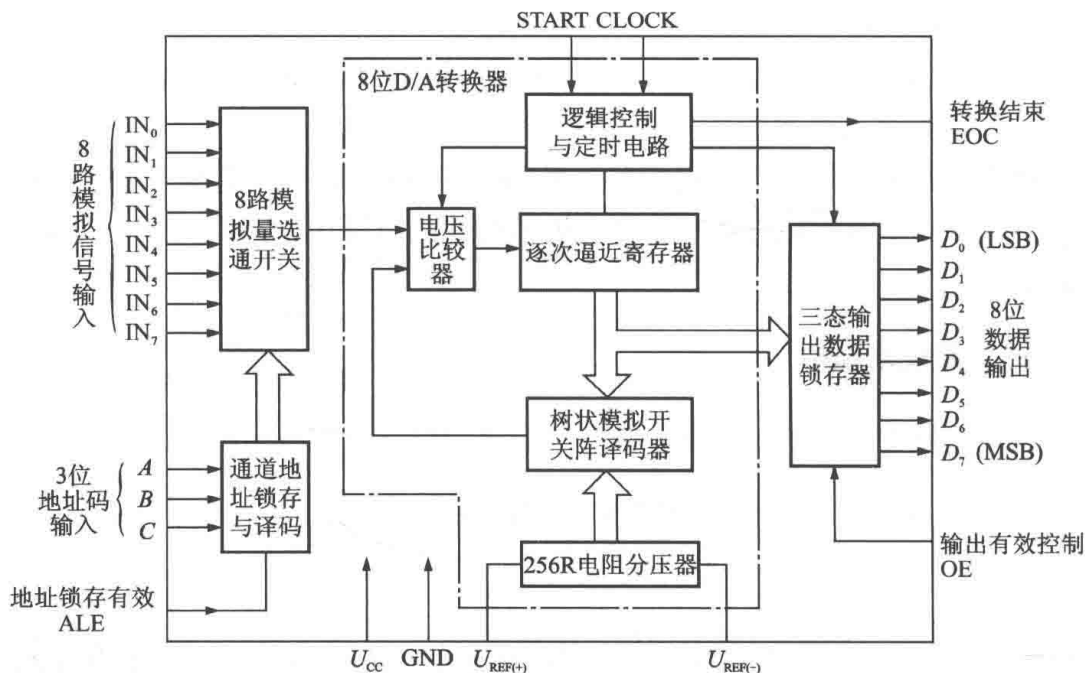 START CLOCK
8位D/A转换器
逻辑控制
与定时电路
转换结束
EOC
8路模拟信号输入
IN₀
IN₁
IN₂
IN₃
IN₄
IN₅
IN₆
IN₇
8路模
拟量选
通开关
电压
比较
器
逐次逼近寄存器
三态输
出数据
锁存器
D₀ (LSB)
D₁
D₂
D₃
D₄
D₅
D₆
D₇ (MSB)
8位
数据
输出
树状模拟开
关阵译码器
3位
地址码
输入
A
B
C
通道地
址锁存
与译码
256R电阻分压器
输出有效控制
OE
地址锁存有效
ALE
U_CC
GND
U_REF(+)
U_REF(−)